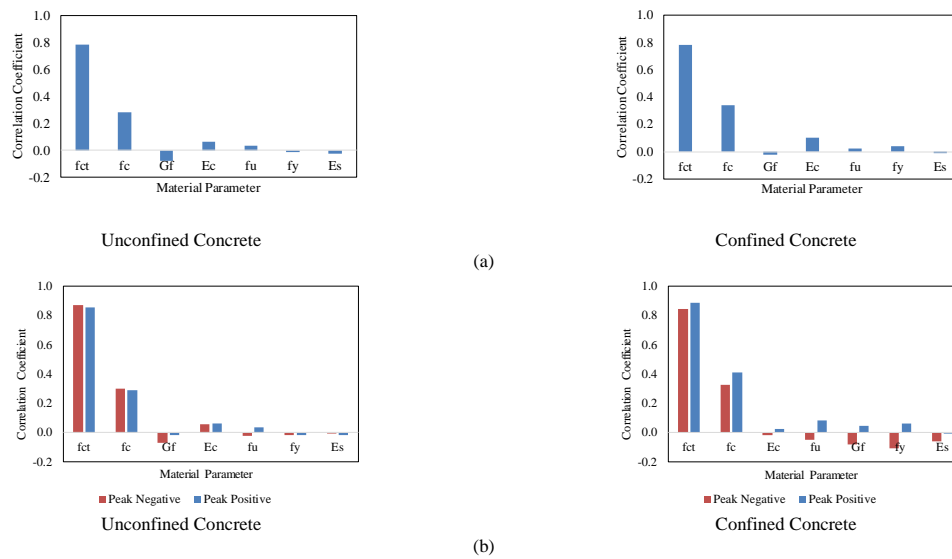 1.0
0.8
0.6
0.4
0.2
0.0
-0.2
Correlation Coefficient
fct fc Gf Ec fu fy Es
Material Parameter
Unconfined Concrete
1.0
0.8
0.6
0.4
0.2
0.0
-0.2
Correlation Coefficient
fct fc Gf Ec fu fy Es
Material Parameter
Confined Concrete
(a)
1.0
0.8
0.6
0.4
0.2
0.0
-0.2
Correlation Coefficient
fct fc Gf Ec fu fy Es
Material Parameter
Peak Negative Peak Positive
Unconfined Concrete
1.0
0.8
0.6
0.4
0.2
0.0
-0.2
Correlation Coefficient
fct fc Ec fu Gf fy Es
Material Parameter
Peak Negative Peak Positive
Confined Concrete
(b)